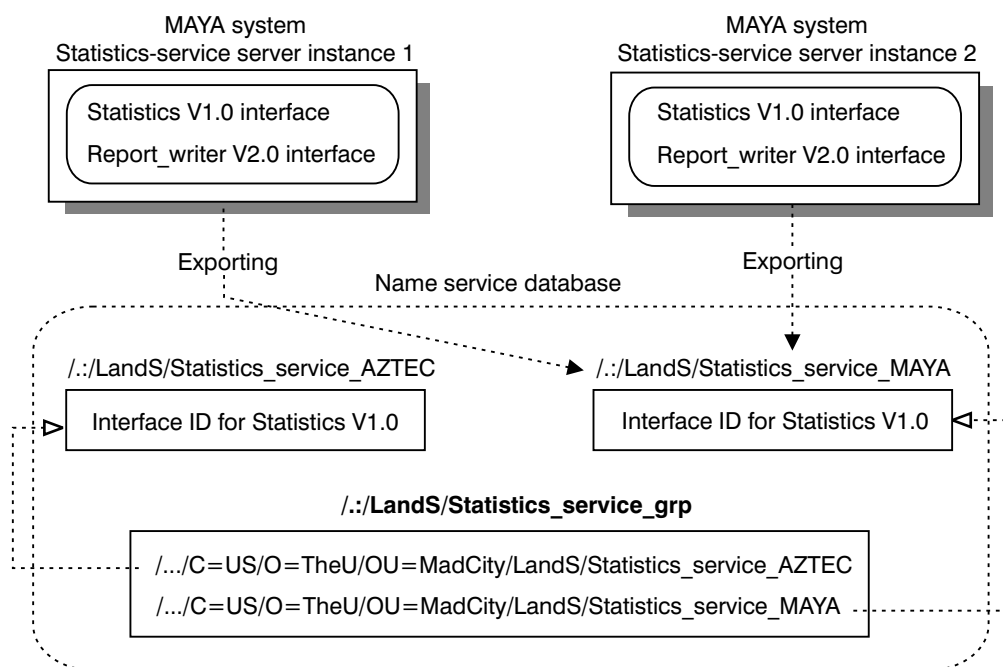 MAYA system
Statistics-service server instance 1
Statistics V1.0 interface
Report_writer V2.0 interface
MAYA system
Statistics-service server instance 2
Statistics V1.0 interface
Report_writer V2.0 interface
Exporting
Exporting
Name service database
/.:/LandS/Statistics_service_AZTEC
Interface ID for Statistics V1.0
/.:/LandS/Statistics_service_MAYA
Interface ID for Statistics V1.0
/.:/LandS/Statistics_service_grp
/.../C=US/O=TheU/OU=MadCity/LandS/Statistics_service_AZTEC
/.../C=US/O=TheU/OU=MadCity/LandS/Statistics_service_MAYA